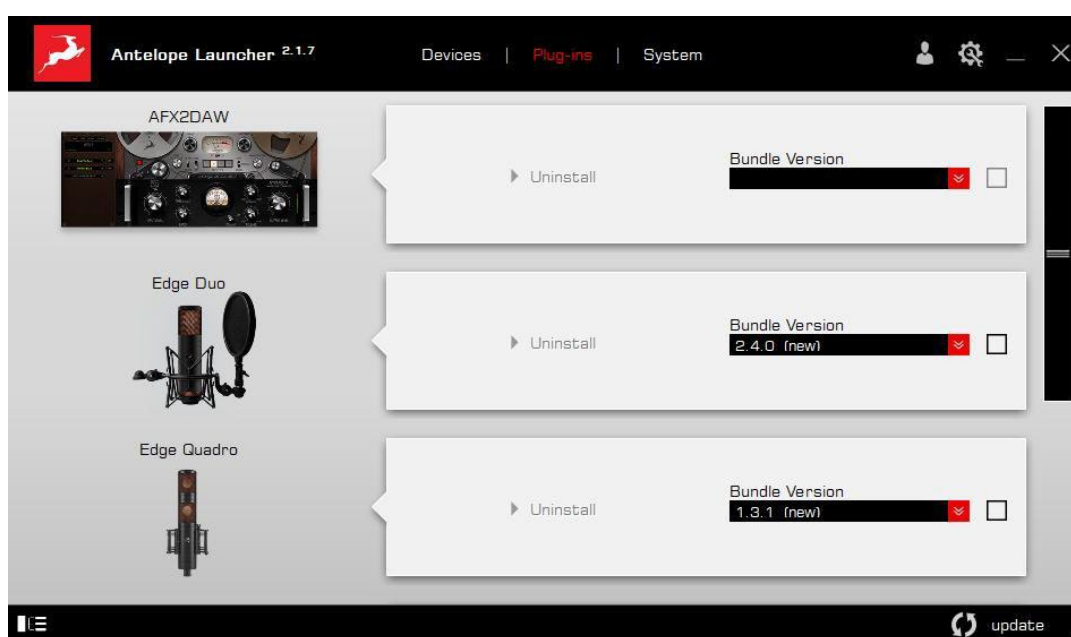 Antelope Launcher 2.1.7
Devices | Plug-ins | System
AFX2DAW
Uninstall
Bundle Version
Edge Duo
Uninstall
Bundle Version
2.4.0 (new)
Edge Quadro
Uninstall
Bundle Version
1.3.1 (new)
update